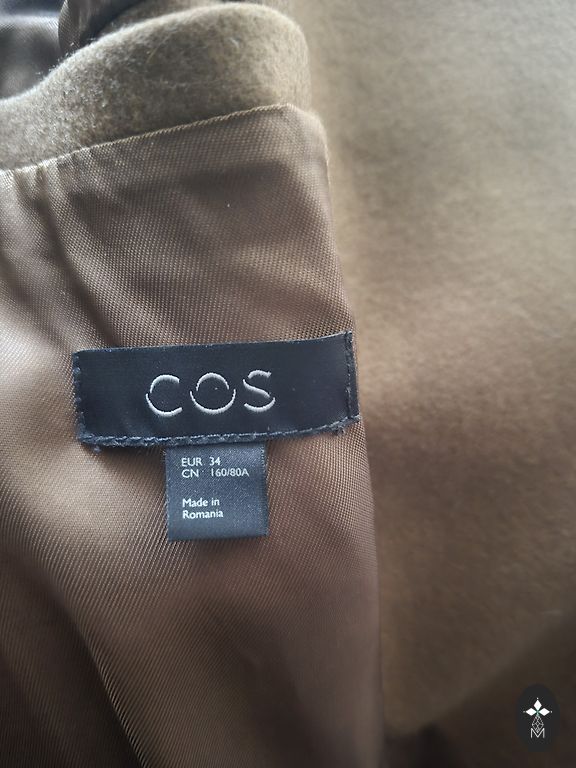 COS
EUR 34
CN 160/80A
Made in
Romania
M